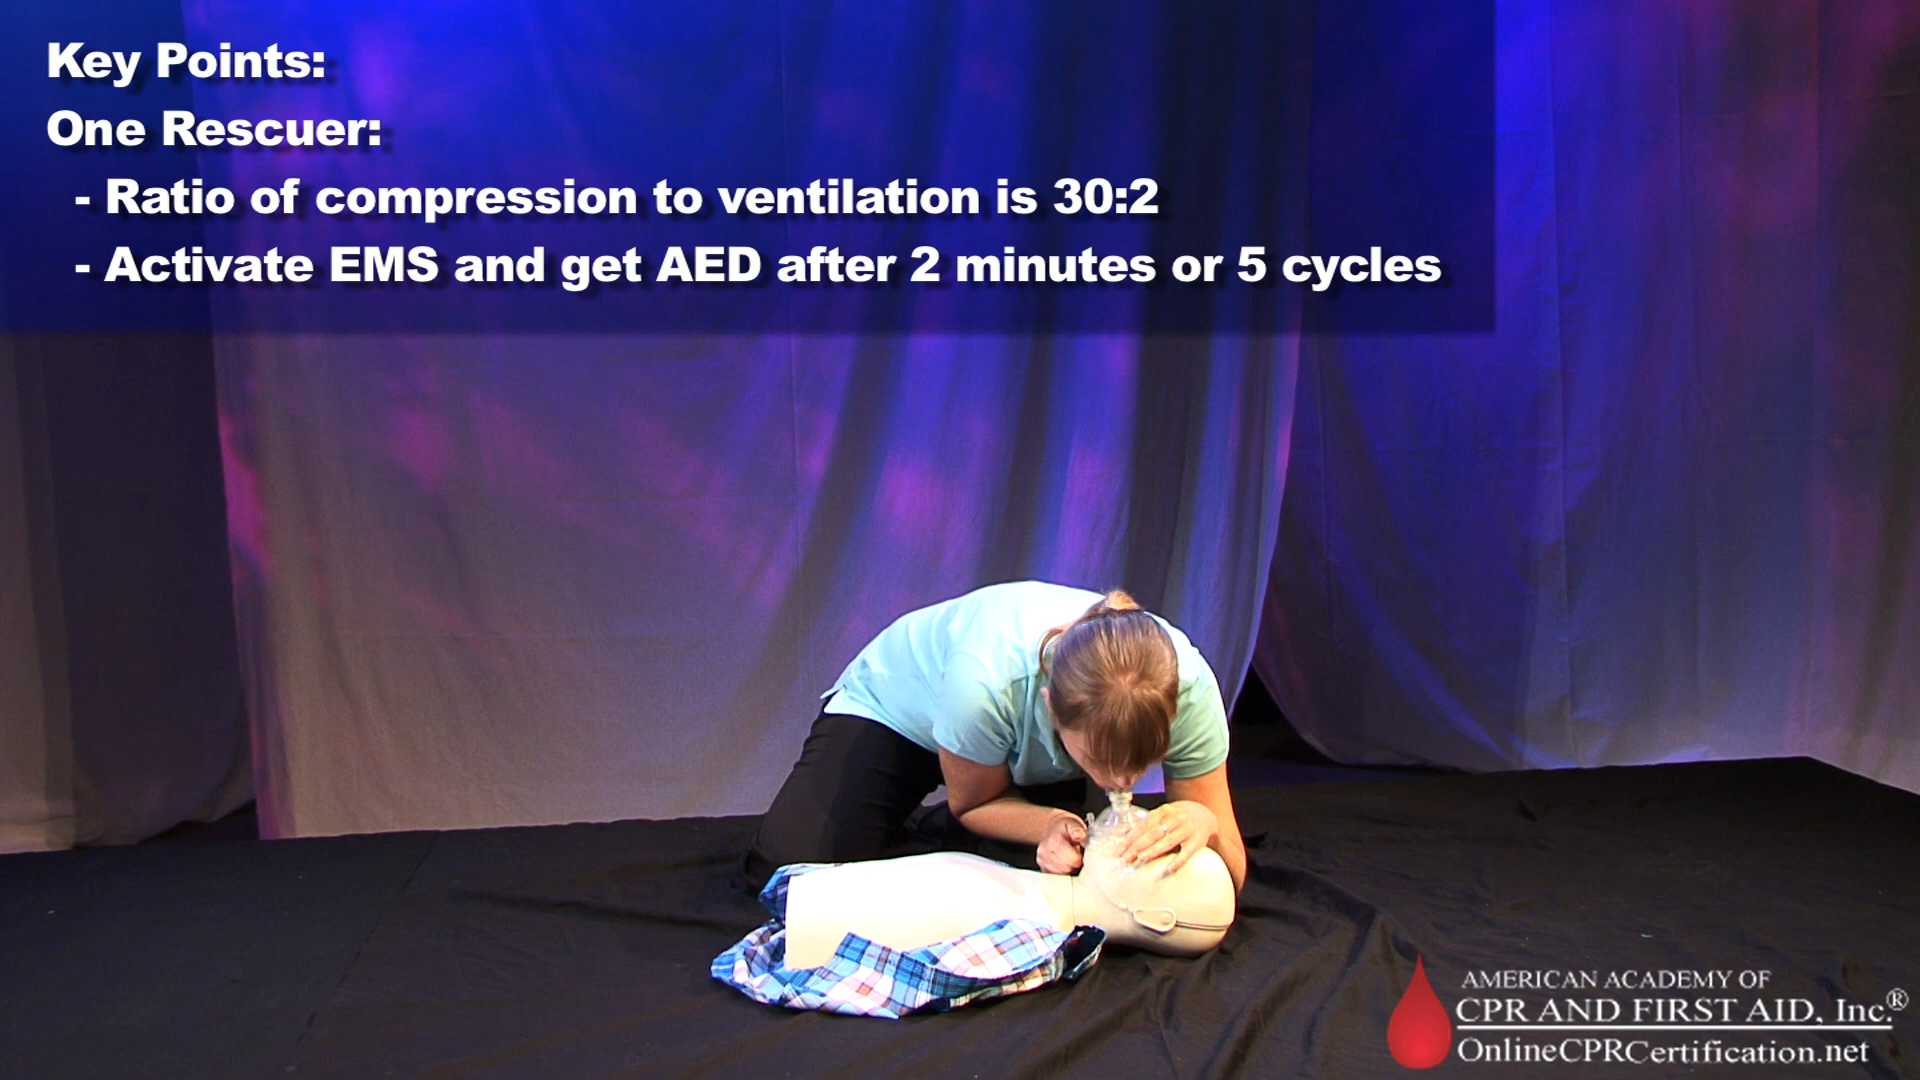 Key Points:
One Rescuer:
- Ratio of compression to ventilation is 30:2
- Activate EMS and get AED after 2 minutes or 5 cycles
AMERICAN ACADEMY OF
CPR AND FIRST AID, Inc.®
OnlineCPRCertification.net